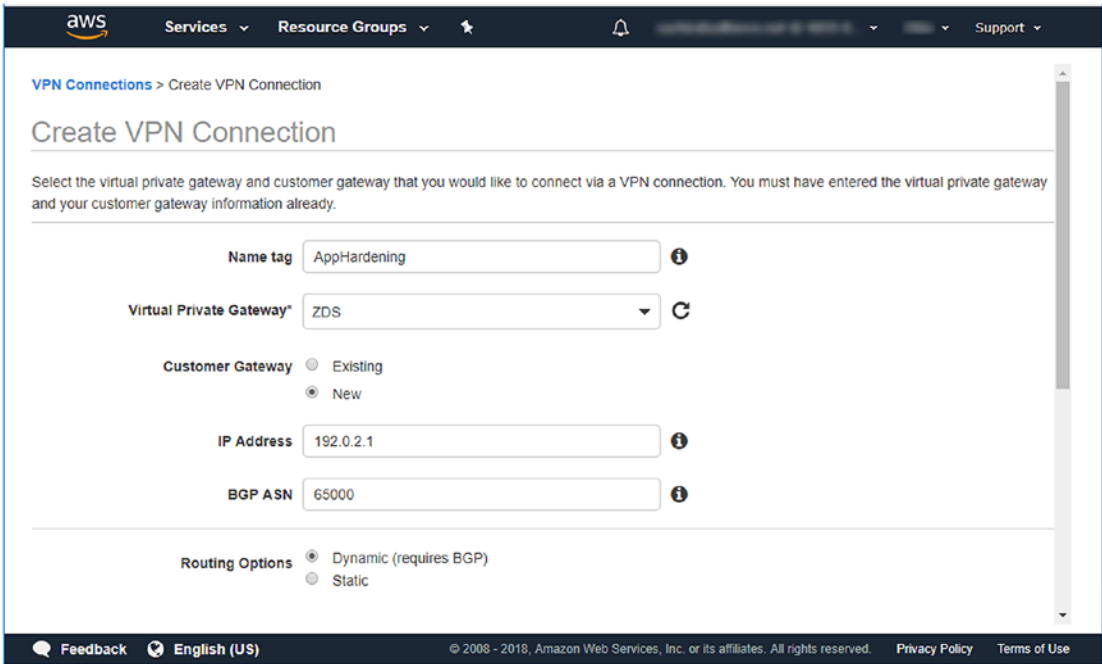 aws Services Resource Groups Support
VPN Connections > Create VPN Connection
Create VPN Connection
Select the virtual private gateway and customer gateway that you would like to connect via a VPN connection. You must have entered the virtual private gateway
and your customer gateway information already.
Name tag AppHardening
Virtual Private Gateway* ZDS
Customer Gateway Existing
New
IP Address 192.0.2.1
BGP ASN 65000
Routing Options Dynamic (requires BGP)
Static
Feedback English (US) © 2008 - 2018, Amazon Web Services, Inc. or its affiliates. All rights reserved. Privacy Policy Terms of Use